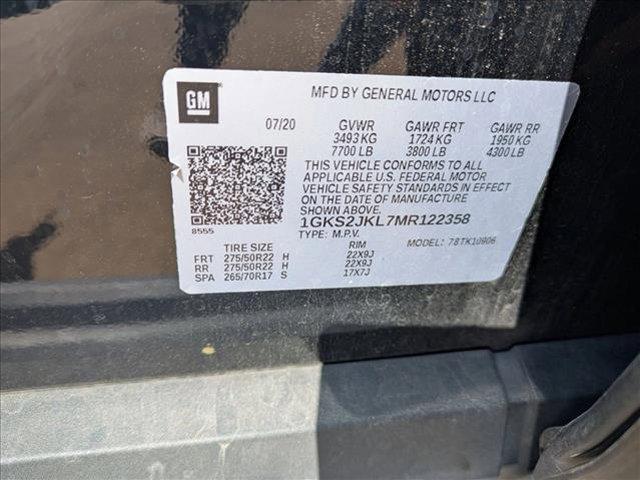 GM
MFD BY GENERAL MOTORS LLC
07/20 GVWR GAWR FRT GAWR RR
3493 KG 1724 KG 1950 KG
7700 LB 3800 LB 4300 LB
THIS VEHICLE CONFORMS TO ALL
APPLICABLE U.S. FEDERAL MOTOR
VEHICLE SAFETY STANDARDS IN EFFECT
ON THE DATE OF MANUFACTURE
1GKS2JKL7MR122358
8555
TYPE: M.P.V. MODEL: 78TK10906
TIRE SIZE RIM
FRT 275/50R22 H 22X9J
RR 275/50R22 H 22X9J
SPA 265/70R17 S 17X7J